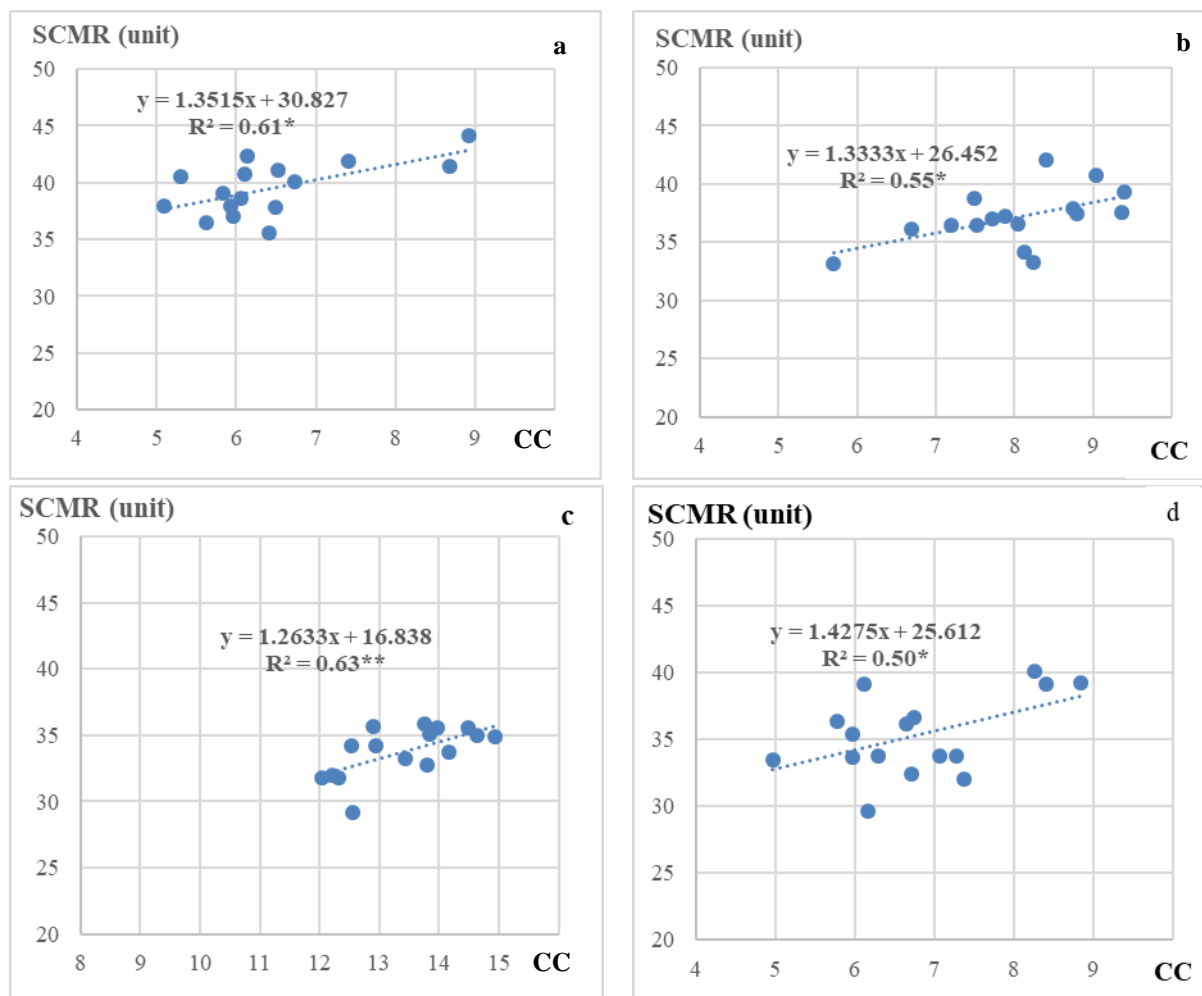 SCMR (unit)
a
50
45
40
35
30
25
20
y = 1.3515x + 30.827
R² = 0.61*
4 5 6 7 8 9 CC
SCMR (unit)
b
50
45
40
35
30
25
20
y = 1.3333x + 26.452
R² = 0.55*
4 5 6 7 8 9 CC
SCMR (unit)
c
50
45
40
35
30
25
20
y = 1.2633x + 16.838
R² = 0.63**
8 9 10 11 12 13 14 15 CC
SCMR (unit)
d
50
45
40
35
30
25
20
y = 1.4275x + 25.612
R² = 0.50*
4 5 6 7 8 9 CC